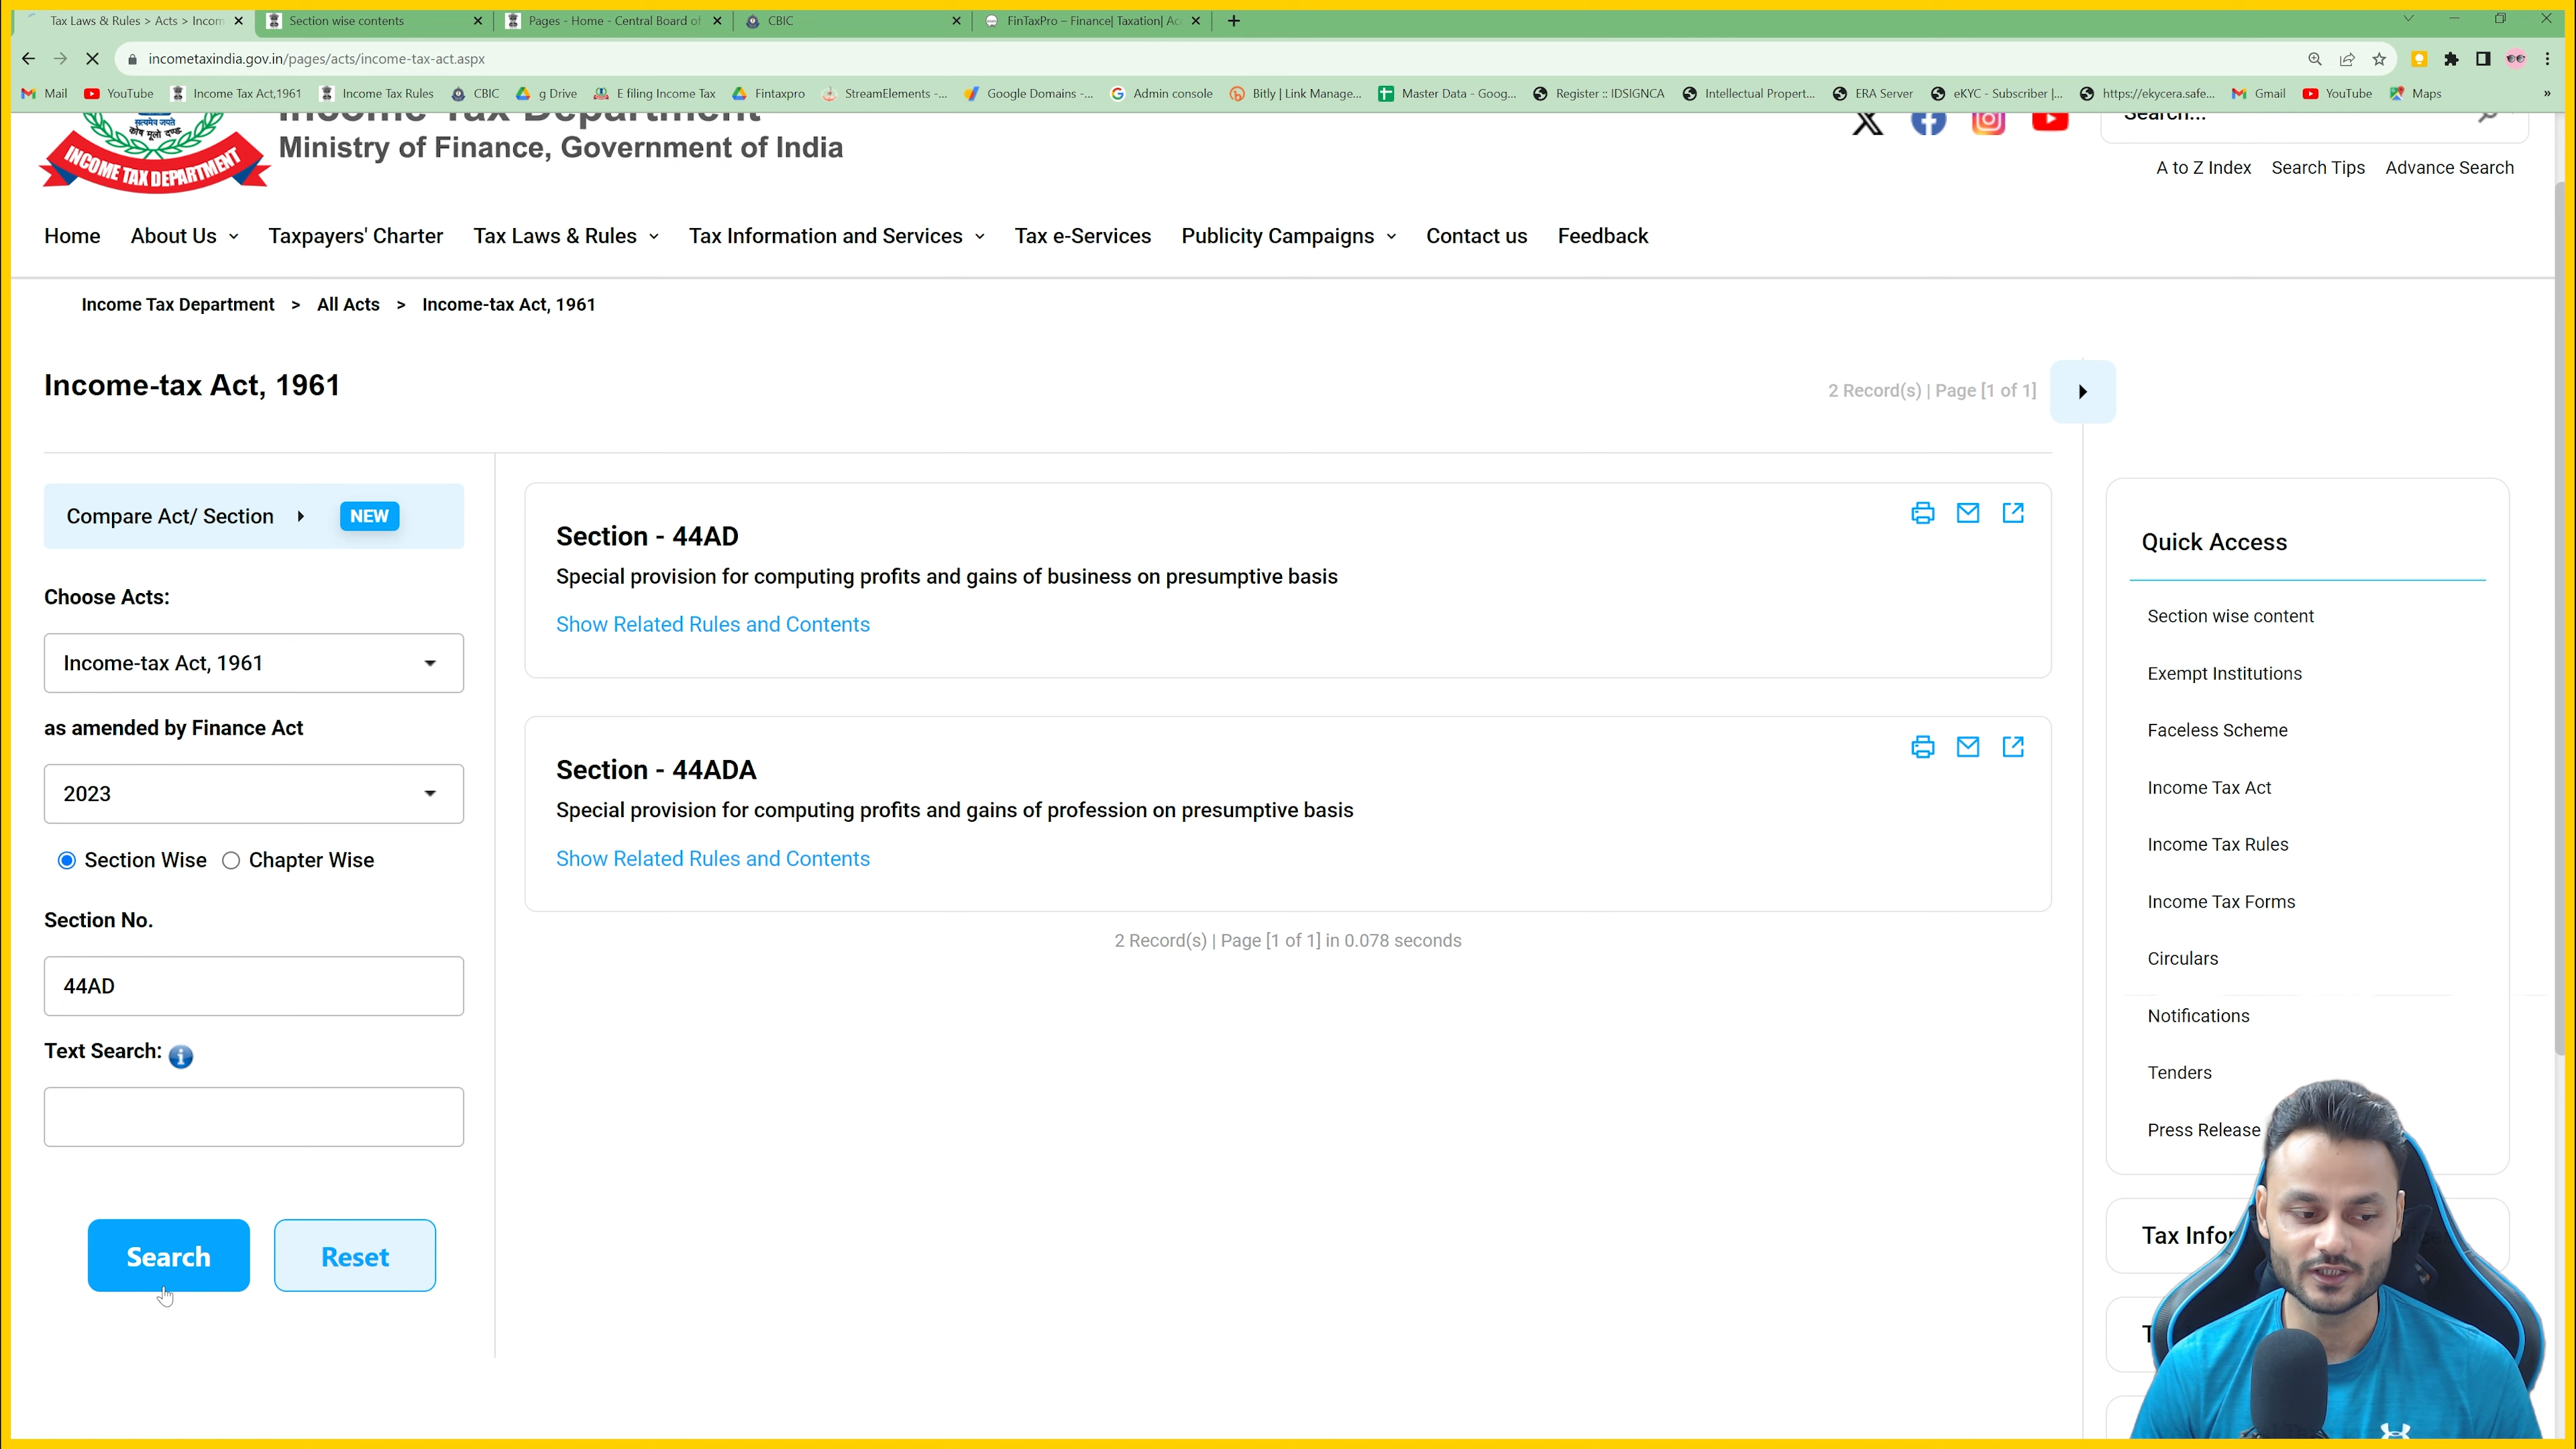 Tax Laws & Rules > Acts > Incom
Section wise contents
Pages - Home - Central Board of
CBIC
FinTaxPro – Finance| Taxation| Ac
incometaxindia.gov.in/pages/acts/income-tax-act.aspx
Mail YouTube Income Tax Act,1961 Income Tax Rules CBIC g Drive E filing Income Tax Fintaxpro StreamElements -... Google Domains -... Admin console Bitly | Link Manage... Master Data - Goog... Register :: IDSIGNCA Intellectual Propert... ERA Server eKYC - Subscriber |... https://ekycera.safe... Gmail YouTube Maps »
सत्यमेव जयते
कोष मूलो दण्डः
INCOME TAX DEPARTMENT
Income Tax Department
Ministry of Finance, Government of India
Search...
A to Z Index Search Tips Advance Search
Home About Us Taxpayers' Charter Tax Laws & Rules Tax Information and Services Tax e-Services Publicity Campaigns Contact us Feedback
Income Tax Department > All Acts > Income-tax Act, 1961
Income-tax Act, 1961
2 Record(s) | Page [1 of 1]
Compare Act/ Section NEW
Choose Acts:
Income-tax Act, 1961
as amended by Finance Act
2023
Section Wise Chapter Wise
Section No.
44AD
Text Search:
Search Reset
Section - 44AD
Special provision for computing profits and gains of business on presumptive basis
Show Related Rules and Contents
Section - 44ADA
Special provision for computing profits and gains of profession on presumptive basis
Show Related Rules and Contents
2 Record(s) | Page [1 of 1] in 0.078 seconds
Quick Access
Section wise content
Exempt Institutions
Faceless Scheme
Income Tax Act
Income Tax Rules
Income Tax Forms
Circulars
Notifications
Tenders
Press Release
Tax Infor
T